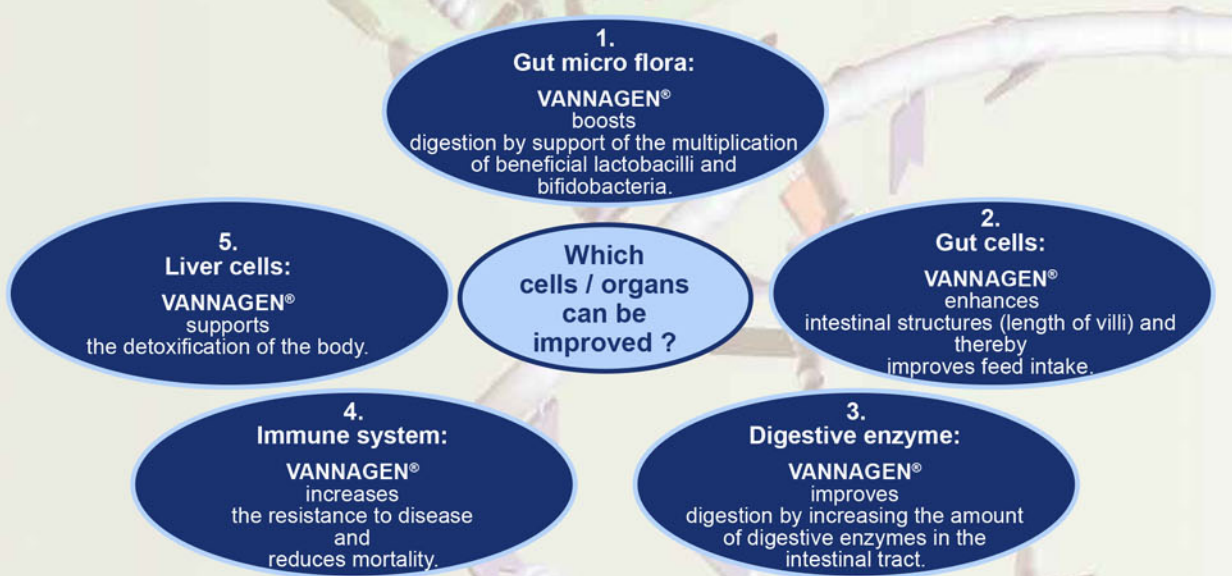 1.
Gut micro flora:
VANNAGEN®
boosts
digestion by support of the multiplication
of beneficial lactobacilli and
bifidobacteria.
2.
Gut cells:
VANNAGEN®
enhances
intestinal structures (length of villi) and
thereby
improves feed intake.
3.
Digestive enzyme:
VANNAGEN®
improves
digestion by increasing the amount
of digestive enzymes in the
intestinal tract.
4.
Immune system:
VANNAGEN®
increases
the resistance to disease
and
reduces mortality.
5.
Liver cells:
VANNAGEN®
supports
the detoxification of the body.
Which
cells / organs
can be
improved ?